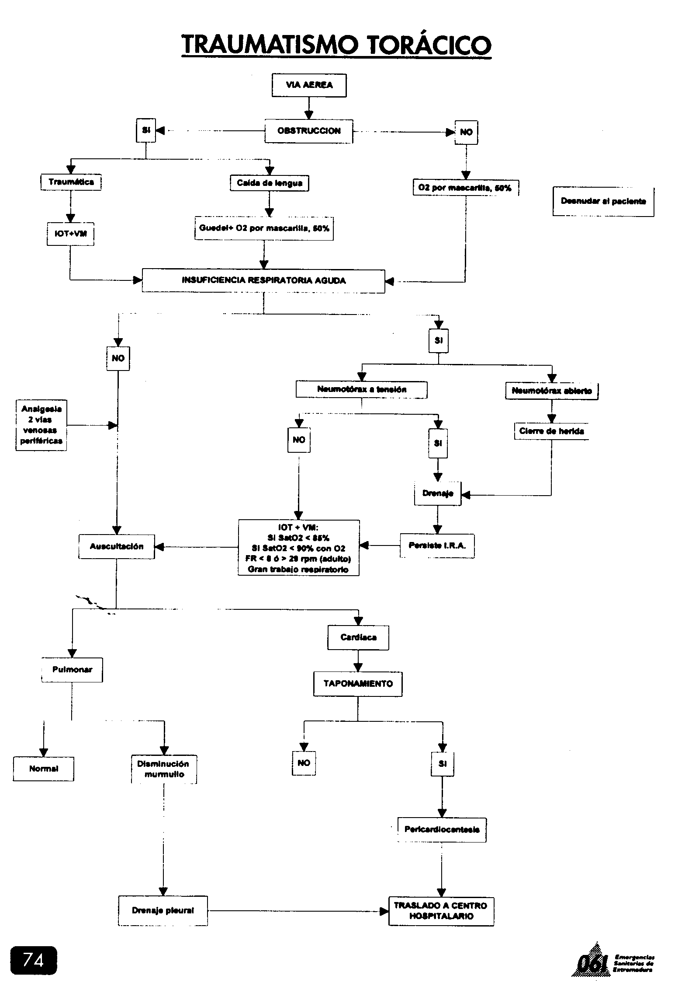 TRAUMATISMO TORÁCICO
VIA AEREA
SI
OBSTRUCCION
NO
Traumática
Caída de lengua
O2 por mascarilla, 50%
Desnudar al paciente
IOT+VM
Guedel+ O2 por mascarilla, 50%
INSUFICIENCIA RESPIRATORIA AGUDA
NO
SI
Neumotórax a tensión
Neumotórax abierto
Analgesia
2 vías
venosas
periféricas
NO
SI
Cierre de herida
Drenaje
Auscultación
IOT + VM:
Si SatO2 < 85%
Si SatO2 < 90% con O2
FR < 8 ó > 29 rpm (adulto)
Gran trabajo respiratorio
Persiste I.R.A.
Cardíaca
Pulmonar
TAPONAMIENTO
Normal
Disminución
murmullo
NO
SI
Pericardiocentesis
Drenaje pleural
TRASLADO A CENTRO
HOSPITALARIO
74
061
Emergencias
Sanitarias de
Extremadura